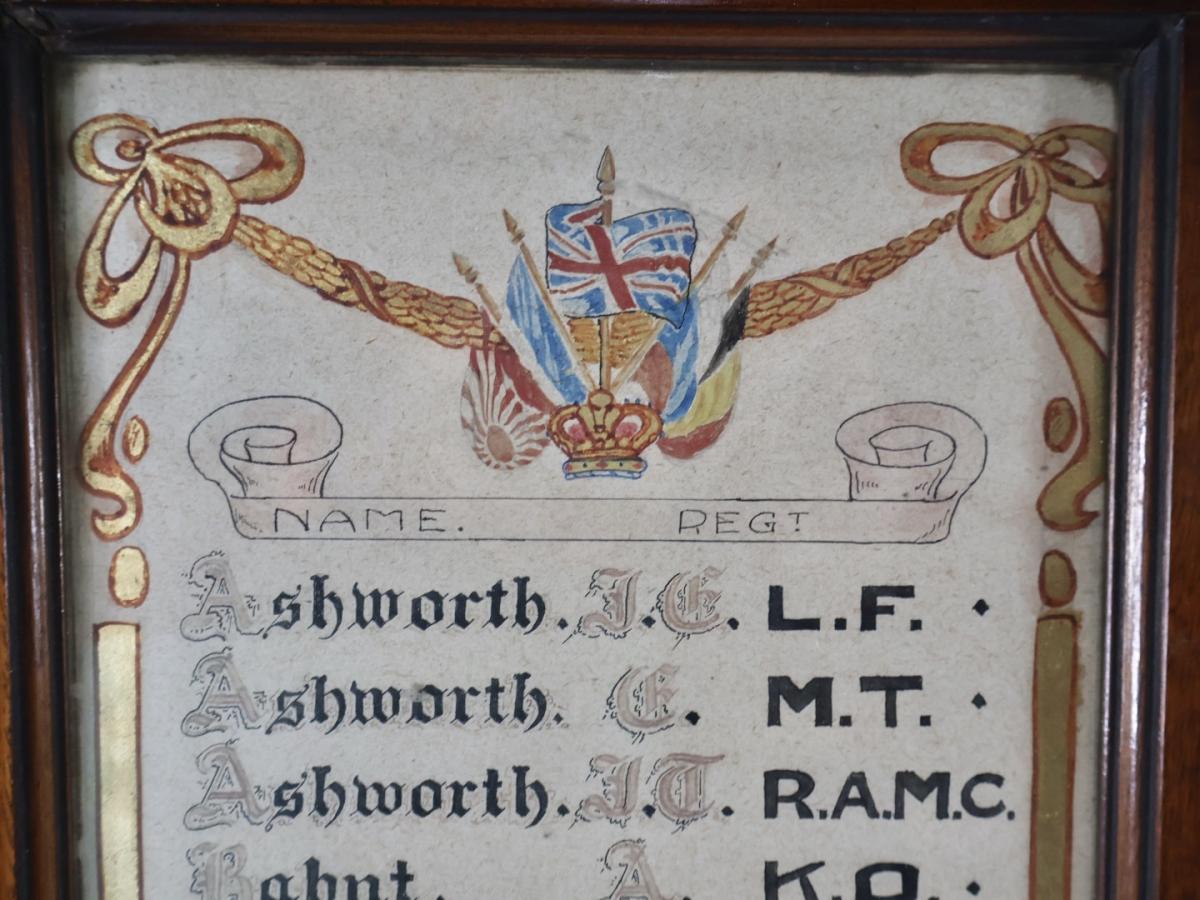 NAME. REGT
Ashworth. J.E. L.F.
Ashworth. E. M.T.
Ashworth. J.T. R.A.M.C.
A. K.O.